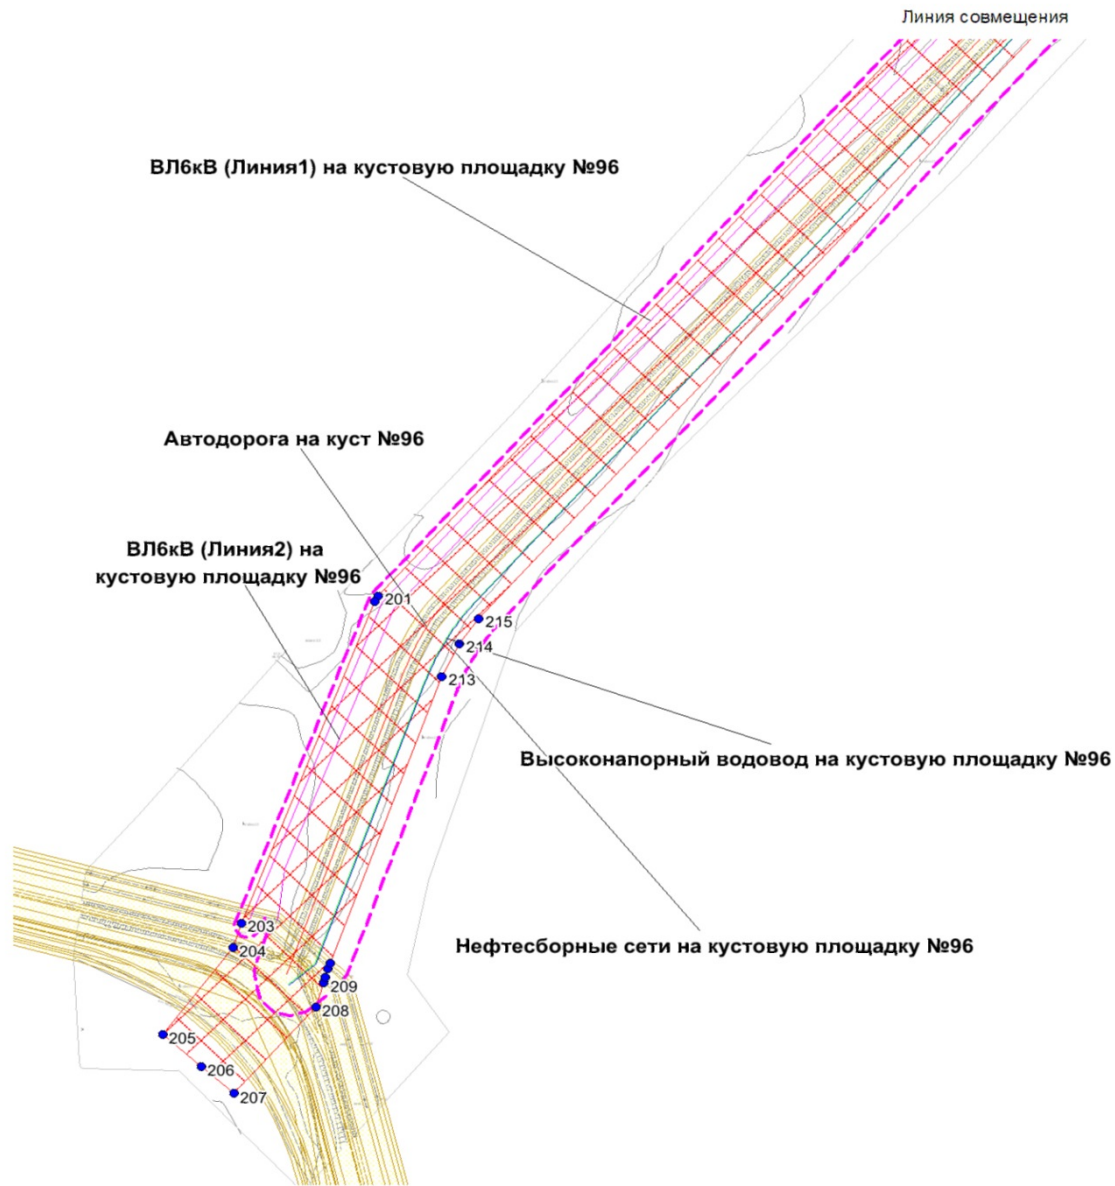 Линия совмещения
ВЛ6кВ (Линия1) на кустовую площадку №96
Автодорога на куст №96
ВЛ6кВ (Линия2) на
кустовую площадку №96
201
215
214
213
Высоконапорный водовод на кустовую площадку №96
203
204
Нефтесборные сети на кустовую площадку №96
209
208
205
206
207